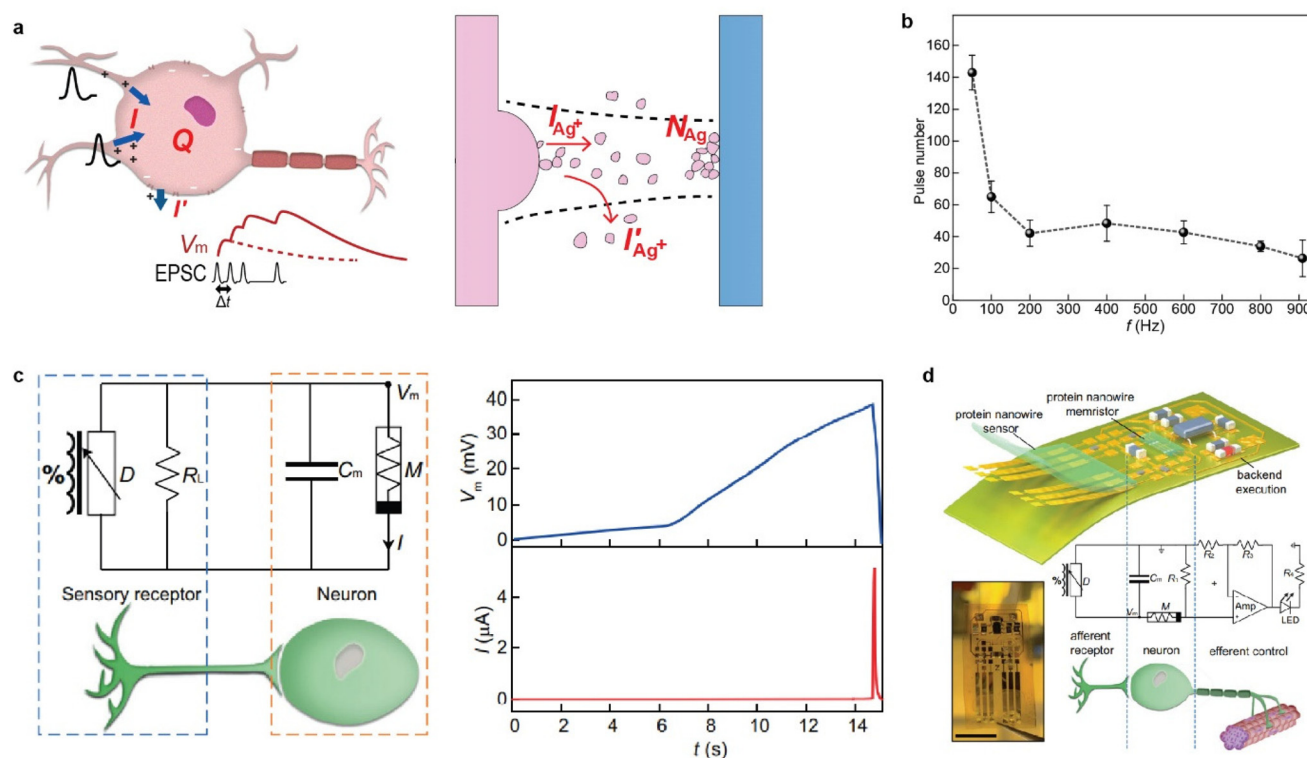 a
I
Q
I'
Vm
EPSC
Δt
IAg+
NAg
I'Ag+
b
Pulse number
160
140
120
100
80
60
40
20
0
0 100 200 300 400 500 600 700 800 900
f (Hz)
c
Vm
% D RL Cm M
I
Sensory receptor Neuron
Vm (mV)
40
30
20
10
0
I (μA)
4
2
0
0 2 4 6 8 10 12 14
t (s)
d
protein nanowire
memristor
protein nanowire
sensor
backend
execution
R2 R3
% D Cm R1 R4
+
Amp
Vm M
LED
afferent
receptor
neuron efferent control